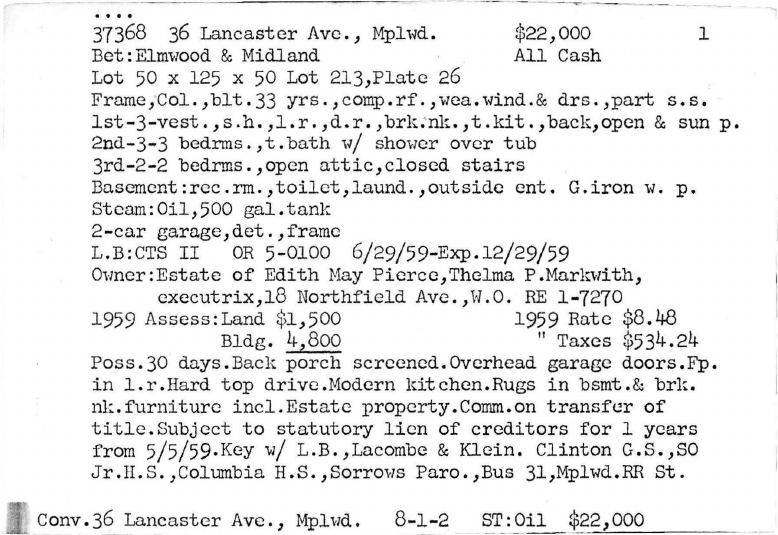 ....
37368 36 Lancaster Ave., Mplwd. $22,000 1
Bet:Elmwood & Midland All Cash
Lot 50 x 125 x 50 Lot 213,Plate 26
Frame,Col.,blt.33 yrs.,comp.rf.,wea.wind.& drs.,part s.s.
1st-3-vest.,s.h.,l.r.,d.r.,brk.nk.,t.kit.,back,open & sun p.
2nd-3-3 bedrms.,t.bath w/ shower over tub
3rd-2-2 bedrms.,open attic,closed stairs
Basement:rec.rm.,toilet,laund.,outside ent. G.iron w. p.
Steam:Oil,500 gal.tank
2-car garage,det.,frame
L.B:CTS II OR 5-0100 6/29/59-Exp.12/29/59
Owner:Estate of Edith May Pierce,Thelma P.Markwith,
executrix,18 Northfield Ave.,W.O. RE 1-7270
1959 Assess:Land $1,500 1959 Rate $8.48
Bldg. 4,800 " Taxes $534.24
Poss.30 days.Back porch screened.Overhead garage doors.Fp.
in l.r.Hard top drive.Modern kitchen.Rugs in bsmt.& brk.
nk.furniture incl.Estate property.Comm.on transfer of
title.Subject to statutory lien of creditors for 1 years
from 5/5/59.Key w/ L.B.,Lacombe & Klein. Clinton G.S.,SO
Jr.H.S.,Columbia H.S.,Sorrows Paro.,Bus 31,Mplwd.RR St.
Conv.36 Lancaster Ave., Mplwd. 8-1-2 ST:Oil $22,000